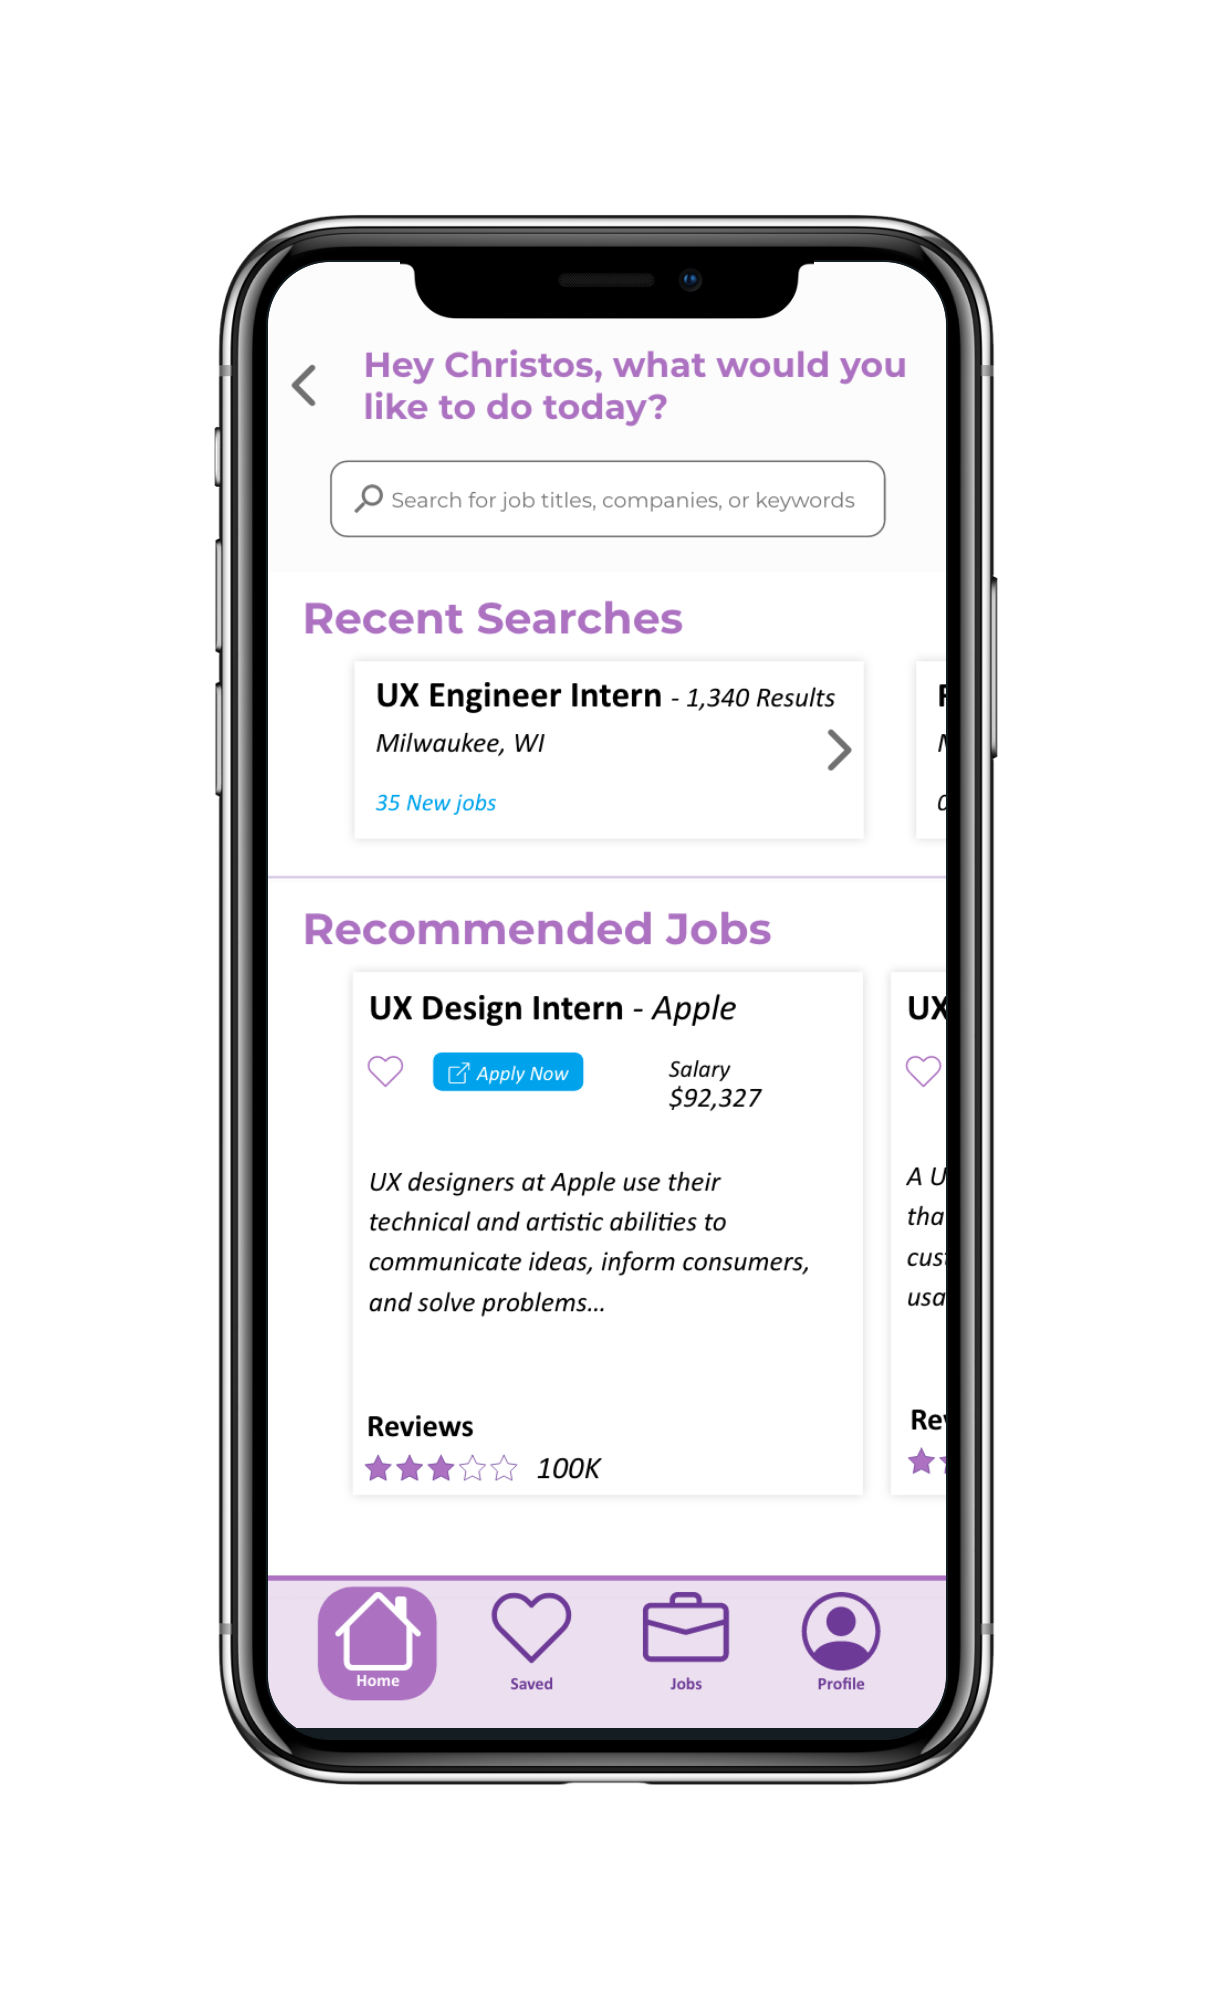 Hey Christos, what would you
like to do today?
Search for job titles, companies, or keywords
Recent Searches
UX Engineer Intern - 1,340 Results
Milwaukee, WI
35 New jobs
Recommended Jobs
UX Design Intern - Apple
UX
Apply Now
Salary
$92,327
UX designers at Apple use their
technical and artistic abilities to
communicate ideas, inform consumers,
and solve problems...
A U
tha
cus
usa
Reviews
100K
Rev
Home
Saved
Jobs
Profile